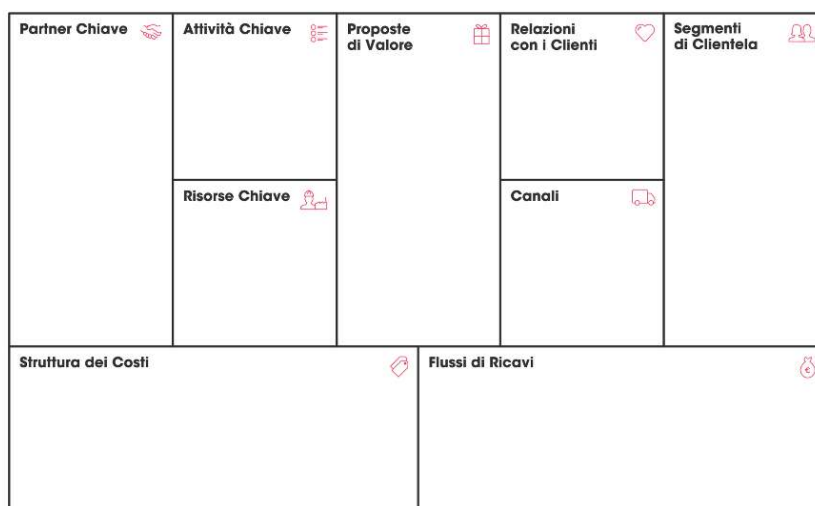 Partner Chiave
Attività Chiave
Proposte
di Valore
Relazioni
con i Clienti
Segmenti
di Clientela
Risorse Chiave
Canali
Struttura dei Costi
Flussi di Ricavi
€